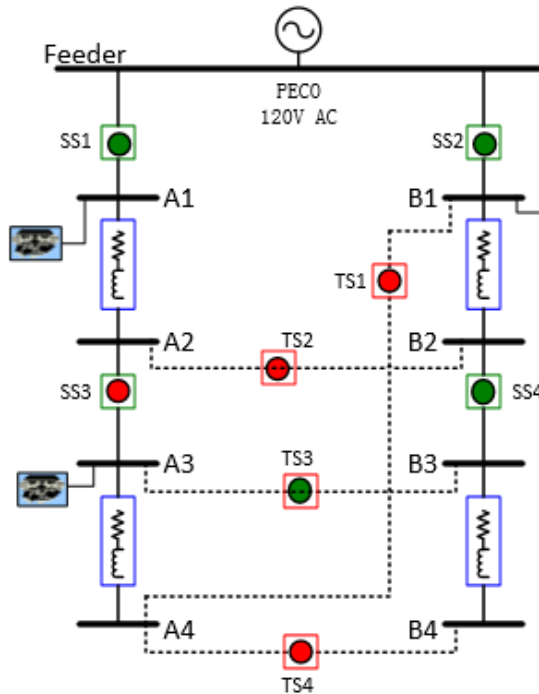 Feeder
PECO
120V AC
SS1
SS2
A1
B1
TS1
A2
TS2
B2
SS3
SS4
A3
TS3
B3
A4
B4
TS4